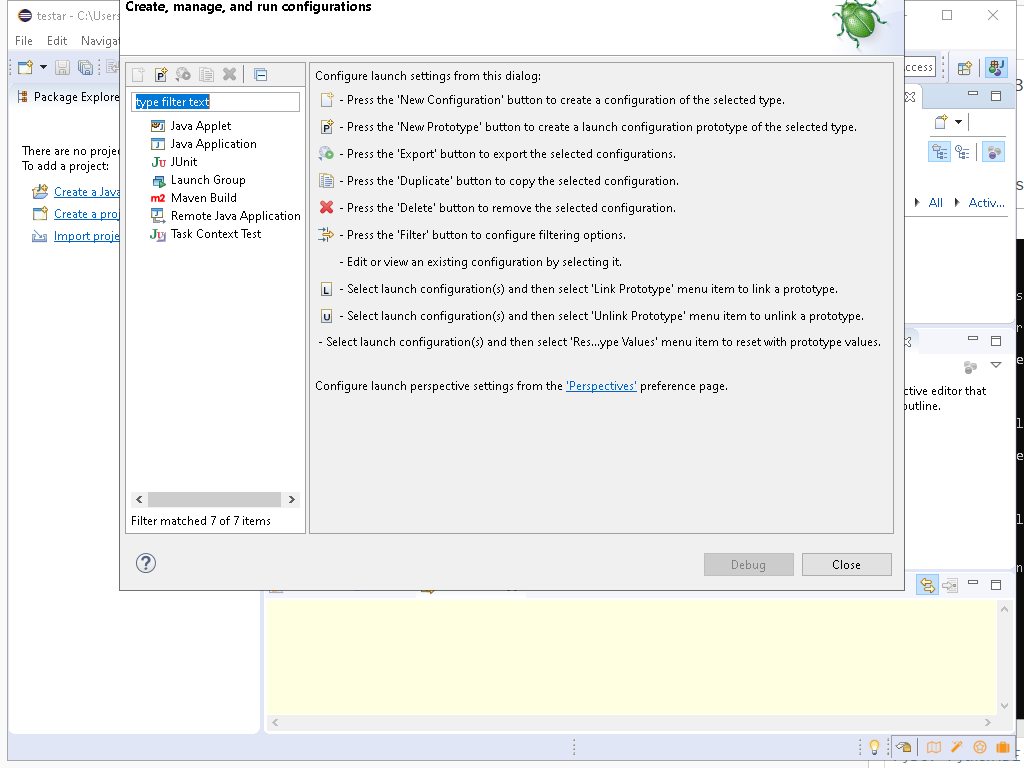 testar - C:\Users
Create, manage, and run configurations
File Edit Naviga
ccess
Package Explore
type filter text
Configure launch settings from this dialog:
- Press the 'New Configuration' button to create a configuration of the selected type.
Java Applet
- Press the 'New Prototype' button to create a launch configuration prototype of the selected type.
Java Application
There are no proje
- Press the 'Export' button to export the selected configurations.
JUnit
To add a project:
Launch Group
- Press the 'Duplicate' button to copy the selected configuration.
Create a Java
Maven Build
- Press the 'Delete' button to remove the selected configuration.
All
Activ...
Create a proj
Remote Java Application
Import proje
Task Context Test
- Press the 'Filter' button to configure filtering options.
- Edit or view an existing configuration by selecting it.
- Select launch configuration(s) and then select 'Link Prototype' menu item to link a prototype.
- Select launch configuration(s) and then select 'Unlink Prototype' menu item to unlink a prototype.
- Select launch configuration(s) and then select 'Res...ype Values' menu item to reset with prototype values.
Configure launch perspective settings from the 'Perspectives' preference page.
ctive editor that
outline.
Filter matched 7 of 7 items
Debug
Close